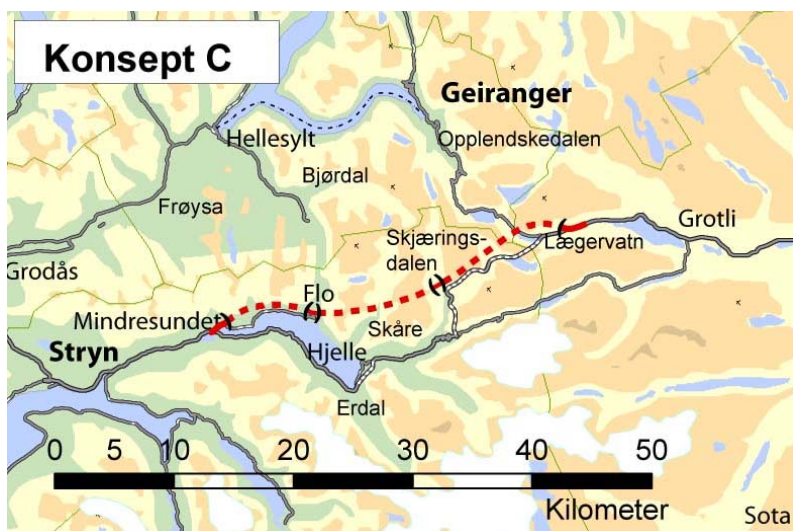 Konsept C
Geiranger
Hellesylt
Opplendskedalen
Bjørdal
Frøysa
Grotli
Skjærings-
dalen
Lægervatn
Grodås
Flo
Mindresundet
Skåre
Stryn
Hjelle
Erdal
0 5 10 20 30 40 50
Kilometer
Sota